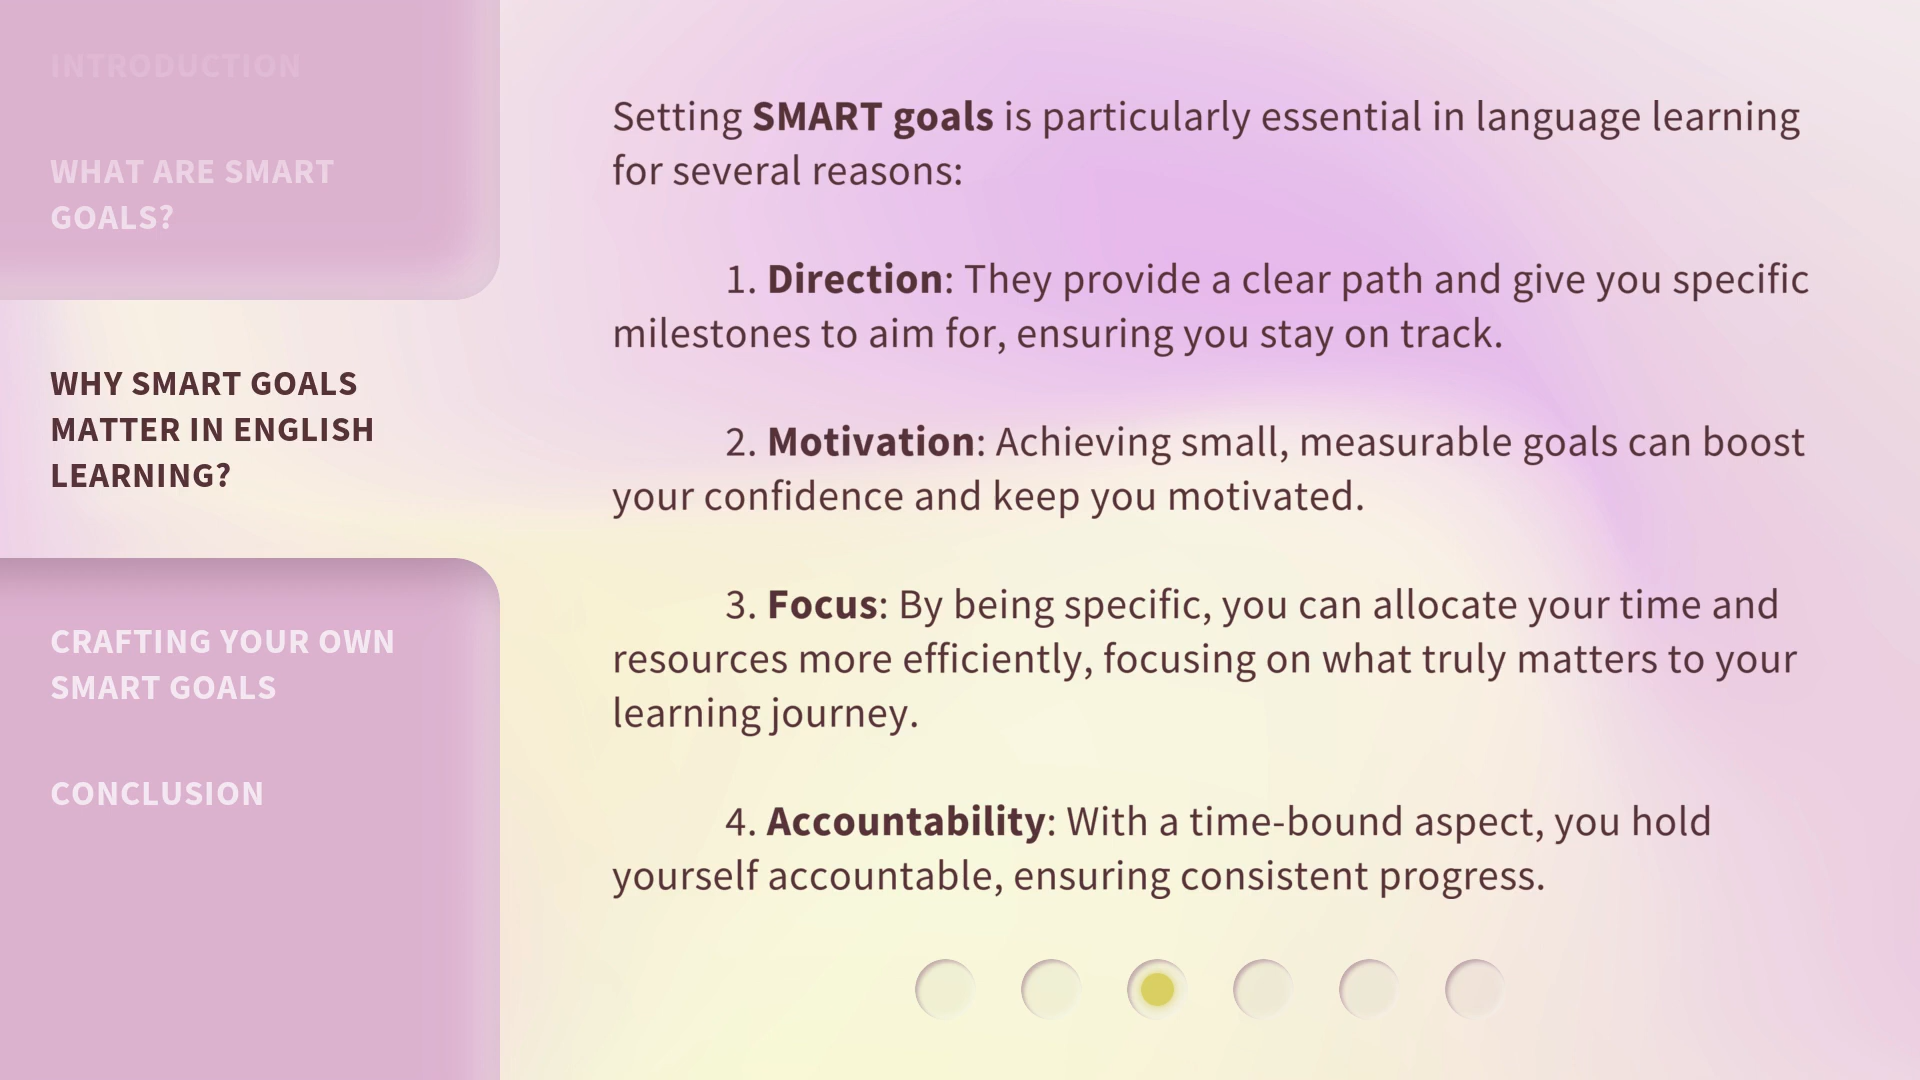 INTRODUCTION
WHAT ARE SMART
GOALS?
WHY SMART GOALS
MATTER IN ENGLISH
LEARNING?
CRAFTING YOUR OWN
SMART GOALS
CONCLUSION
Setting SMART goals is particularly essential in language learning
for several reasons:
1. Direction: They provide a clear path and give you specific
milestones to aim for, ensuring you stay on track.
2. Motivation: Achieving small, measurable goals can boost
your confidence and keep you motivated.
3. Focus: By being specific, you can allocate your time and
resources more efficiently, focusing on what truly matters to your
learning journey.
4. Accountability: With a time-bound aspect, you hold
yourself accountable, ensuring consistent progress.